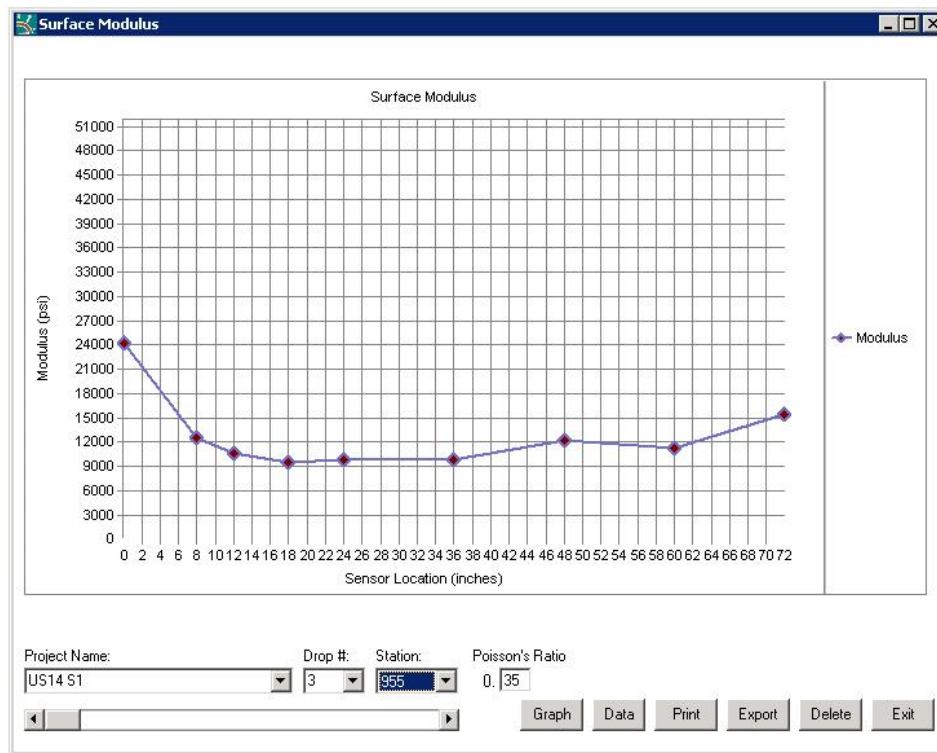 Surface Modulus
Surface Modulus
51000
48000
45000
42000
39000
36000
33000
30000
27000
24000
21000
18000
15000
12000
9000
6000
3000
0
Modulus (psi)
0 2 4 6 8 10 12 14 16 18 20 22 24 26 28 30 32 34 36 38 40 42 44 46 48 50 52 54 56 58 60 62 64 66 68 70 72
Sensor Location (inches)
Modulus
Project Name: Drop #: Station: Poisson's Ratio
US14 S1 3 955 0. 35
Graph Data Print Export Delete Exit